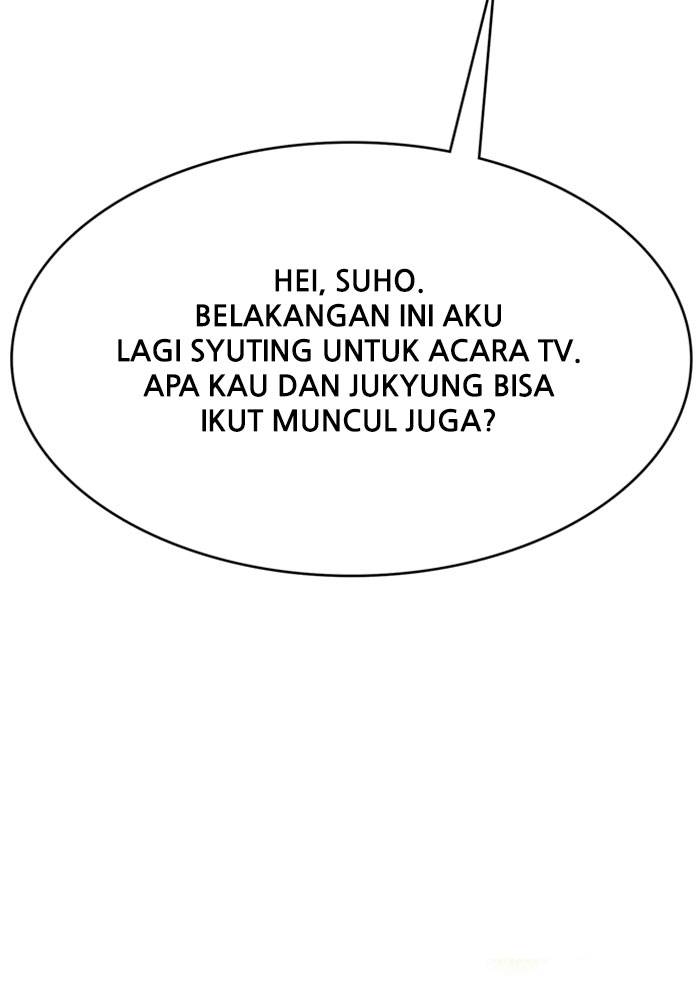 HEI, SUHO.
BELAKANGAN INI AKU
LAGI SYUTING UNTUK ACARA TV.
APA KAU DAN JUKYUNG BISA
IKUT MUNCUL JUGA?